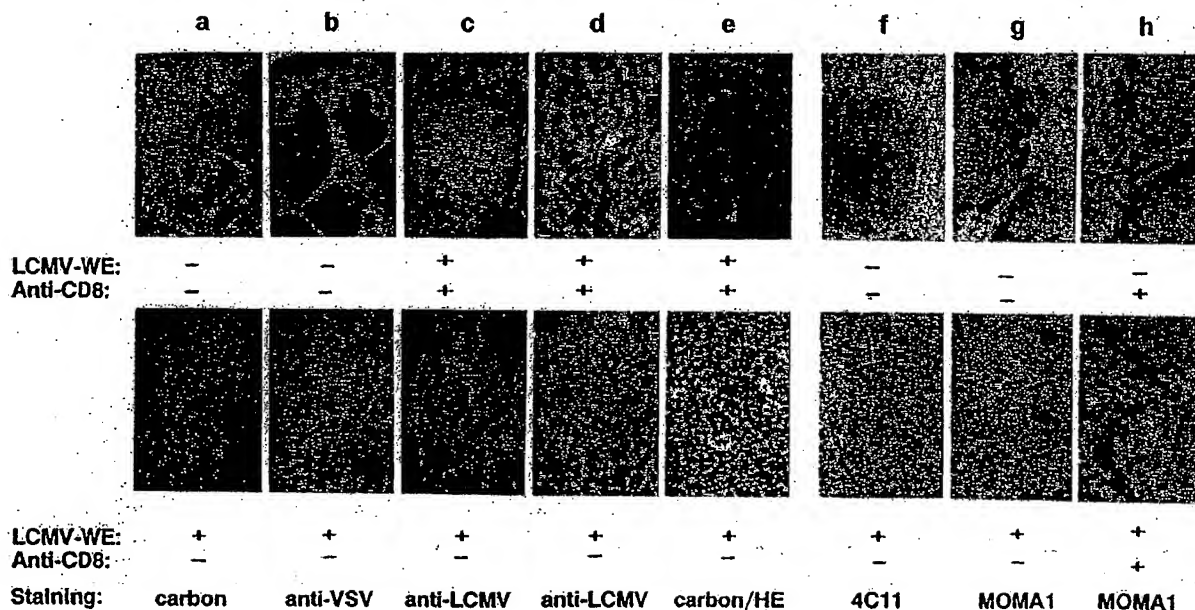 a b c d e f g h
LCMV-WE: - - + + + - - -
Anti-CD8: - - + + + - - +
LCMV-WE: + + + + + + + +
Anti-CD8: - - - - - - - +
Staining: carbon anti-VSV anti-LCMV anti-LCMV carbon/HE 4C11 MOMA1 MOMA1